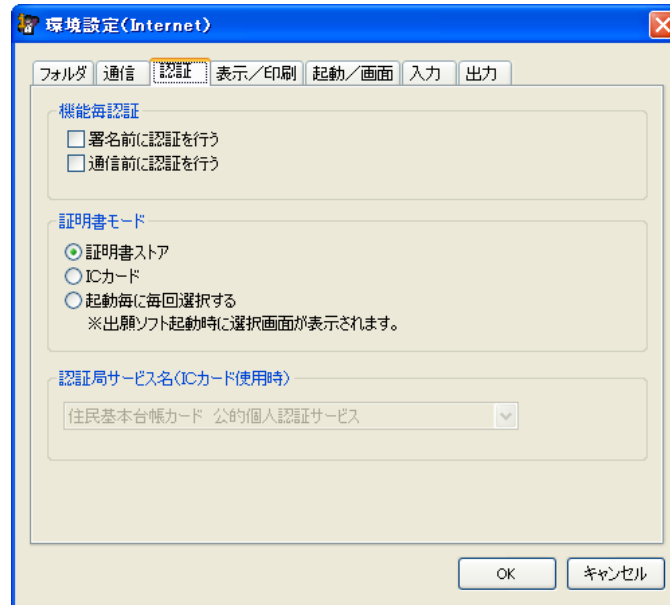 環境設定(Internet)
フォルダ 通信 認証 表示/印刷 起動/画面 入力 出力
機能毎認証
署名前に認証を行う
通信前に認証を行う
証明書モード
証明書ストア
ICカード
起動毎に毎回選択する
※出願ソフト起動時に選択画面が表示されます。
認証局サービス名(ICカード使用時)
住民基本台帳カード 公的個人認証サービス
OK キャンセル